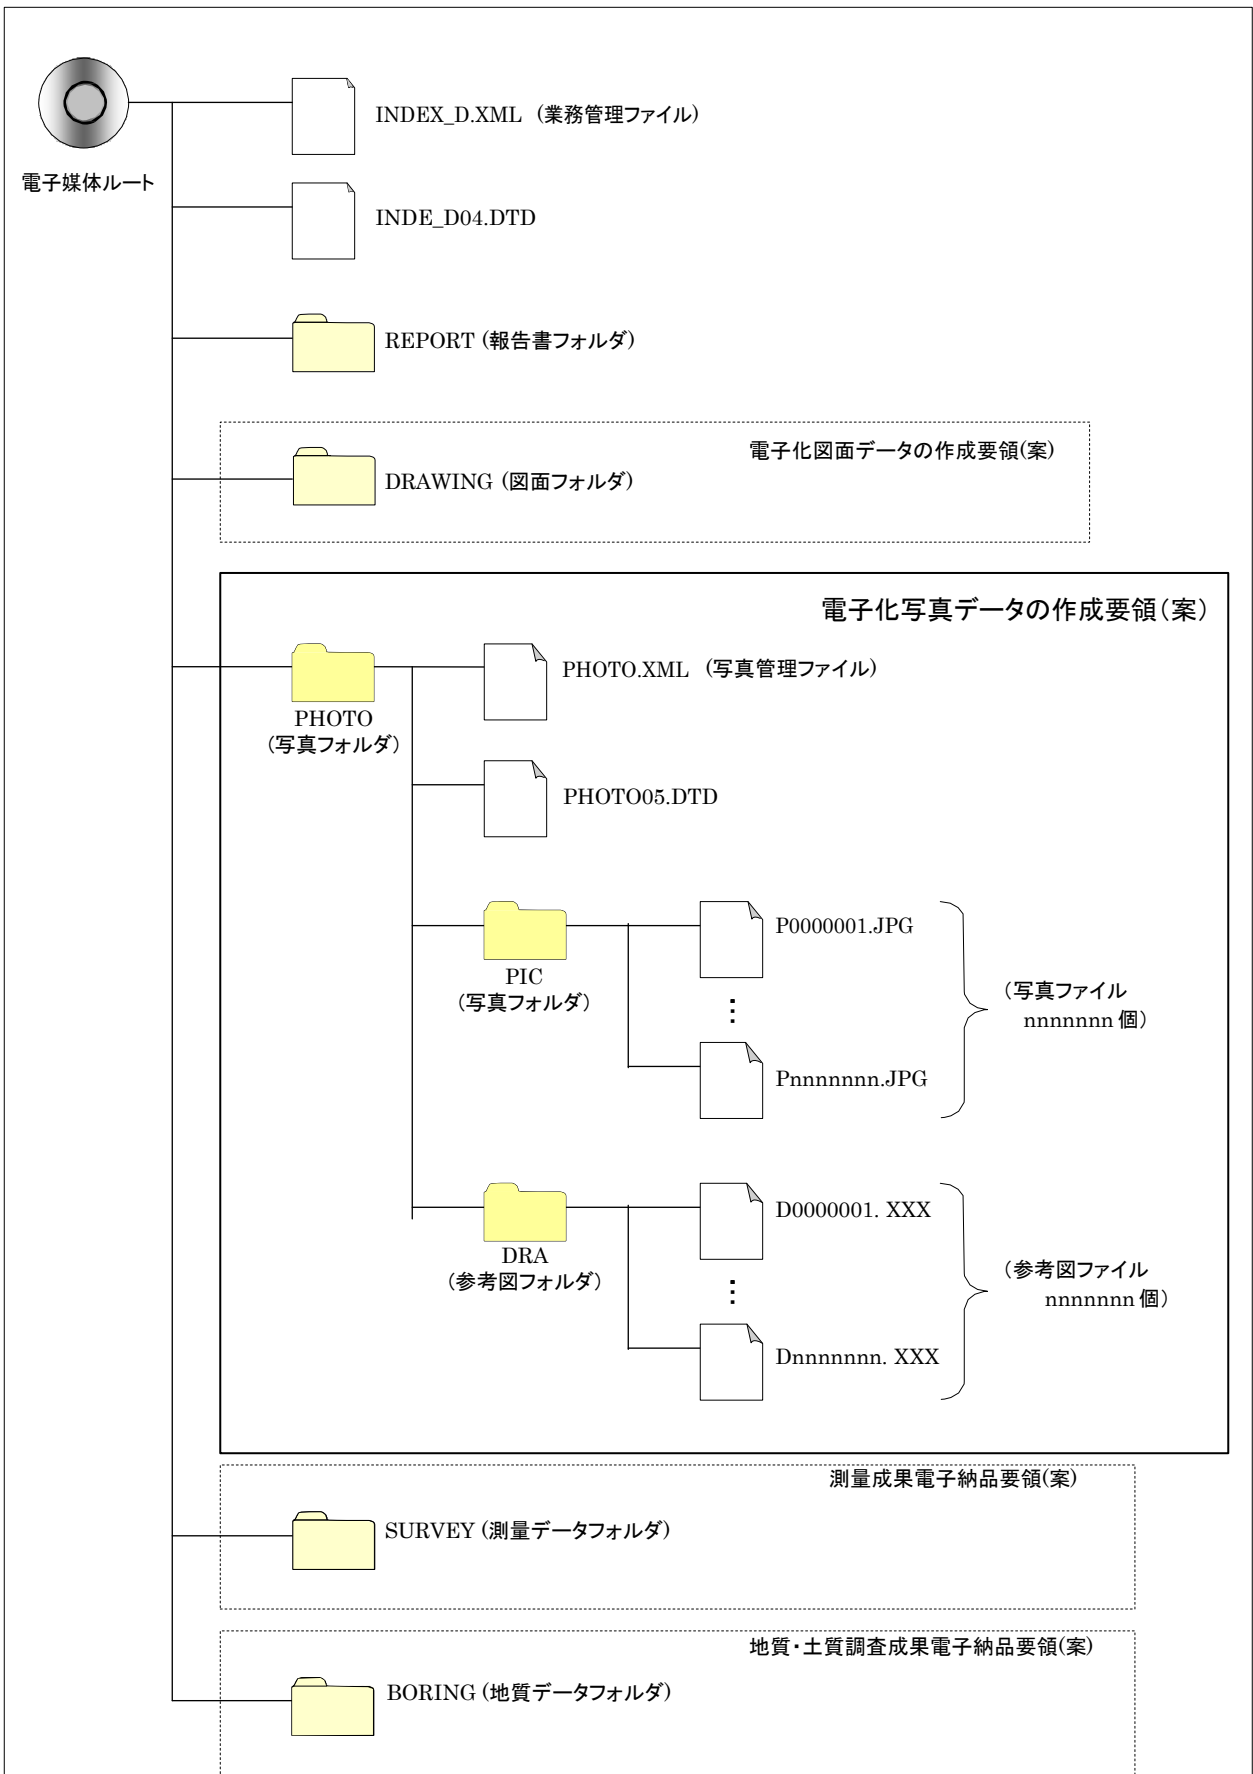 INDEX_D.XML (業務管理ファイル)
電子媒体ルート
INDE_D04.DTD
REPORT (報告書フォルダ)
電子化図面データの作成要領(案)
DRAWING (図面フォルダ)
電子化写真データの作成要領(案)
PHOTO.XML (写真管理ファイル)
PHOTO
(写真フォルダ)
PHOTO05.DTD
P0000001.JPG
PIC
(写真フォルダ)
⋮
(写真ファイル
nnnnnnn 個)
Pnnnnnnn.JPG
D0000001. XXX
DRA
(参考図フォルダ)
⋮
(参考図ファイル
nnnnnnn 個)
Dnnnnnnn. XXX
測量成果電子納品要領(案)
SURVEY (測量データフォルダ)
地質・土質調査成果電子納品要領(案)
BORING (地質データフォルダ)